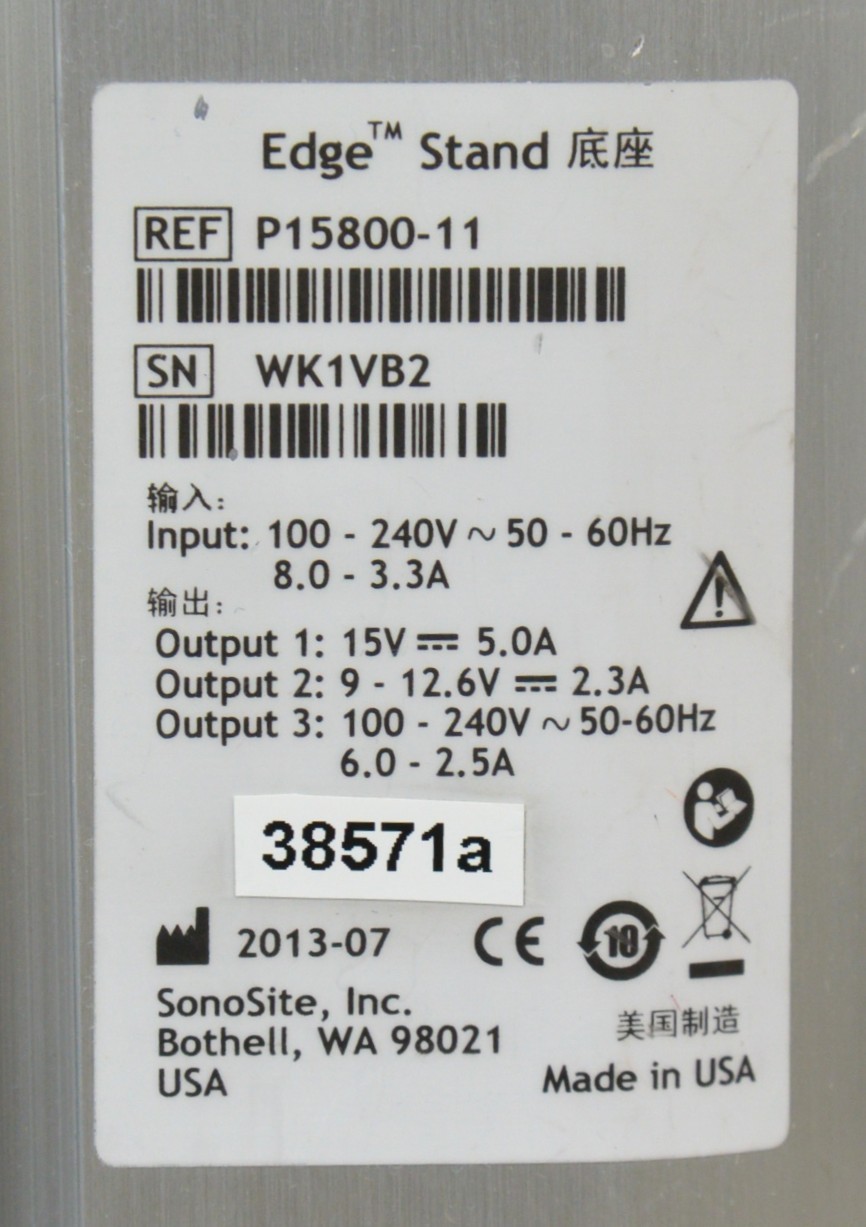 Edge™ Stand 底座
REF P15800-11
SN WK1VB2
输入:
Input: 100 - 240V ~ 50 - 60Hz
8.0 - 3.3A
输出:
Output 1: 15V ⎓ 5.0A
Output 2: 9 - 12.6V ⎓ 2.3A
Output 3: 100 - 240V ~ 50-60Hz
6.0 - 2.5A
38571a
2013-07 CE 10
SonoSite, Inc.
Bothell, WA 98021
USA
美国制造
Made in USA